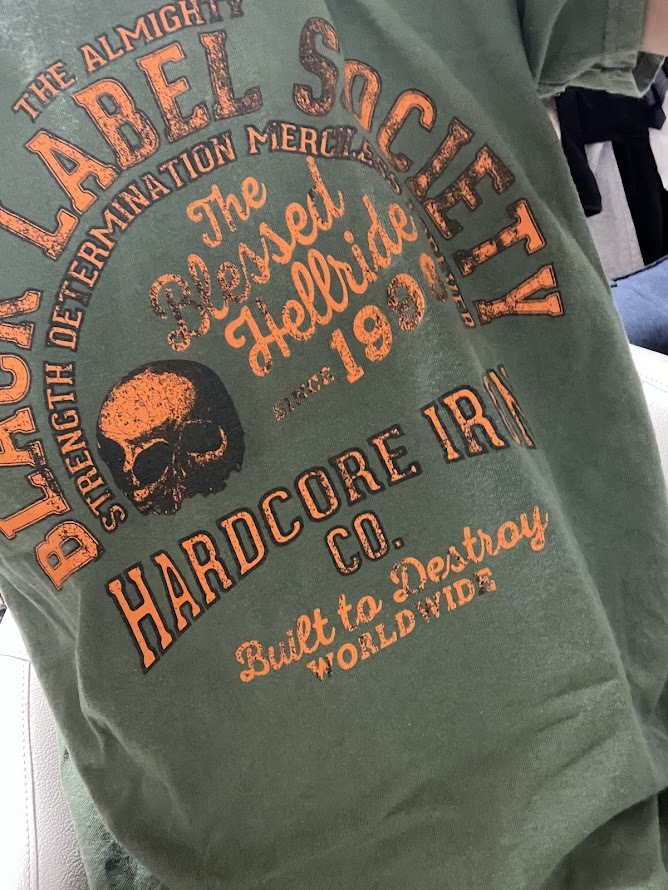 THE ALMIGHTY
BLACK LABEL SOCIETY
STRENGTH DETERMINATION MERCILESS
The
Blessed
Hellride
SINCE 1998
HARDCORE IRON
CO.
Built to Destroy
WORLDWIDE